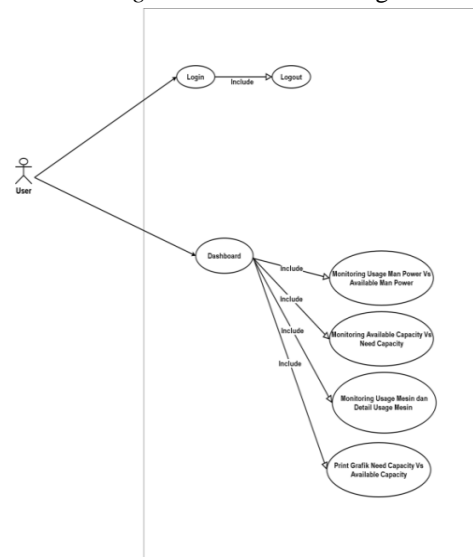 Login
Include
Logout
User
Dashboard
Include
Monitoring Usage Man Power Vs
Available Man Power
Include
Monitoring Available Capacity Vs
Need Capacity
Include
Include
Monitoring Usage Mesin dan
Detail Usage Mesin
Print Grafik Need Capacity Vs
Available Capacity